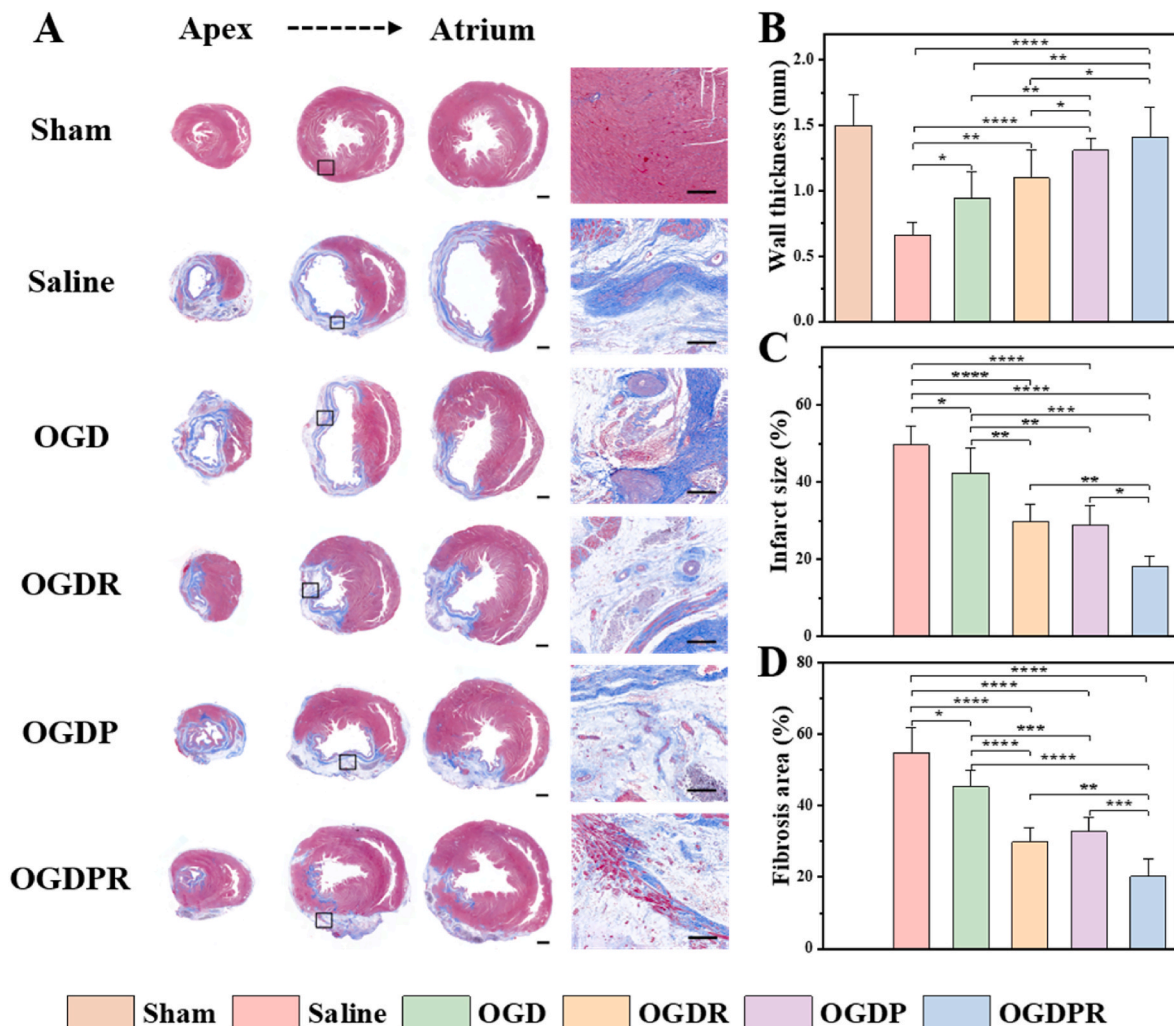 A
Apex
Atrium
Sham
Saline
OGD
OGDR
OGDP
OGDPR
B
Wall thickness (mm)
2.0
1.5
1.0
0.5
0.0
****
**
*
**
*
****
**
*
C
Infarct size (%)
60
40
20
0
****
****
****
*
***
**
**
**
*
D
Fibrosis area (%)
80
60
40
20
0
****
****
****
*
***
****
****
**
***
Sham Saline OGD OGDR OGDP OGDPR